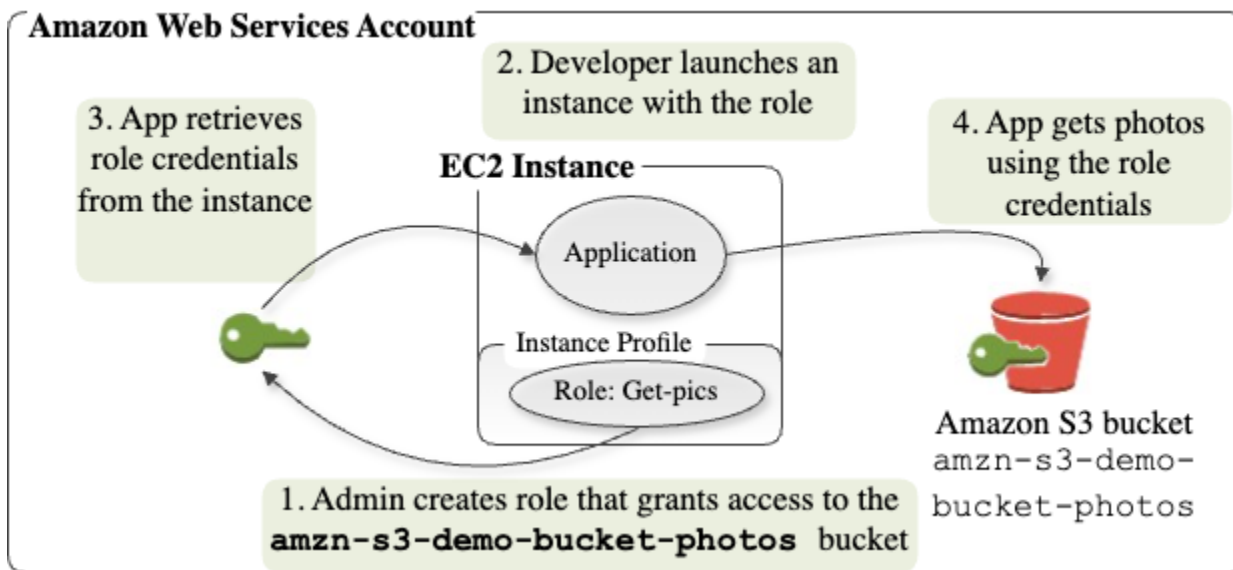 Amazon Web Services Account
2. Developer launches an
instance with the role
3. App retrieves
role credentials
from the instance
4. App gets photos
using the role
credentials
EC2 Instance
Application
Instance Profile
Role: Get-pics
Amazon S3 bucket
amzn-s3-demo-
bucket-photos
1. Admin creates role that grants access to the
amzn-s3-demo-bucket-photos bucket